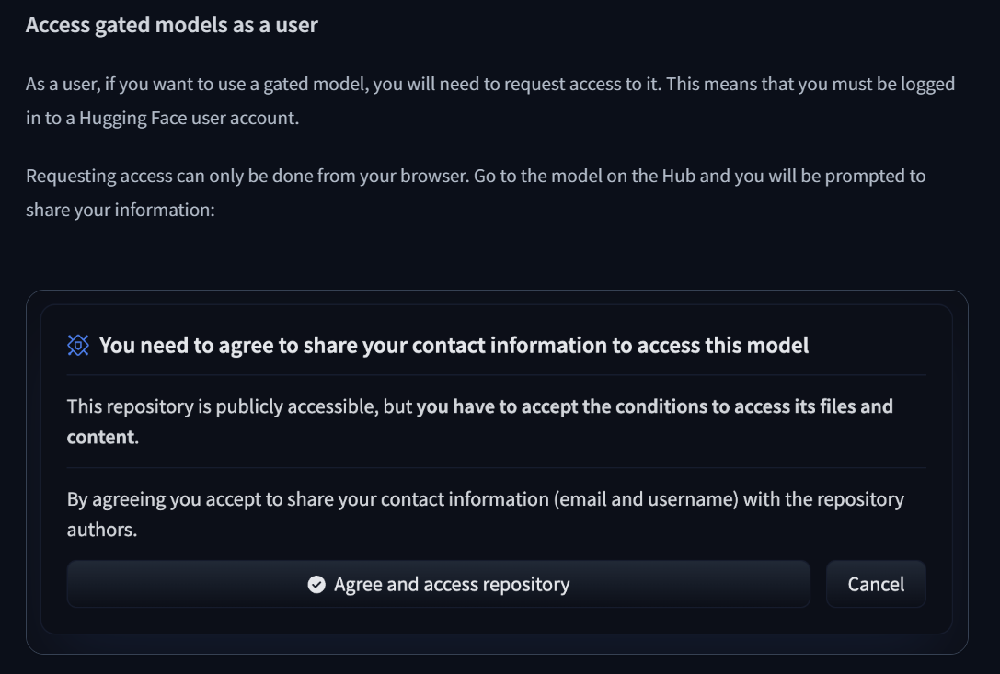 Access gated models as a user
As a user, if you want to use a gated model, you will need to request access to it. This means that you must be logged
in to a Hugging Face user account.
Requesting access can only be done from your browser. Go to the model on the Hub and you will be prompted to
share your information:
You need to agree to share your contact information to access this model
This repository is publicly accessible, but you have to accept the conditions to access its files and
content.
By agreeing you accept to share your contact information (email and username) with the repository
authors.
Agree and access repository
Cancel